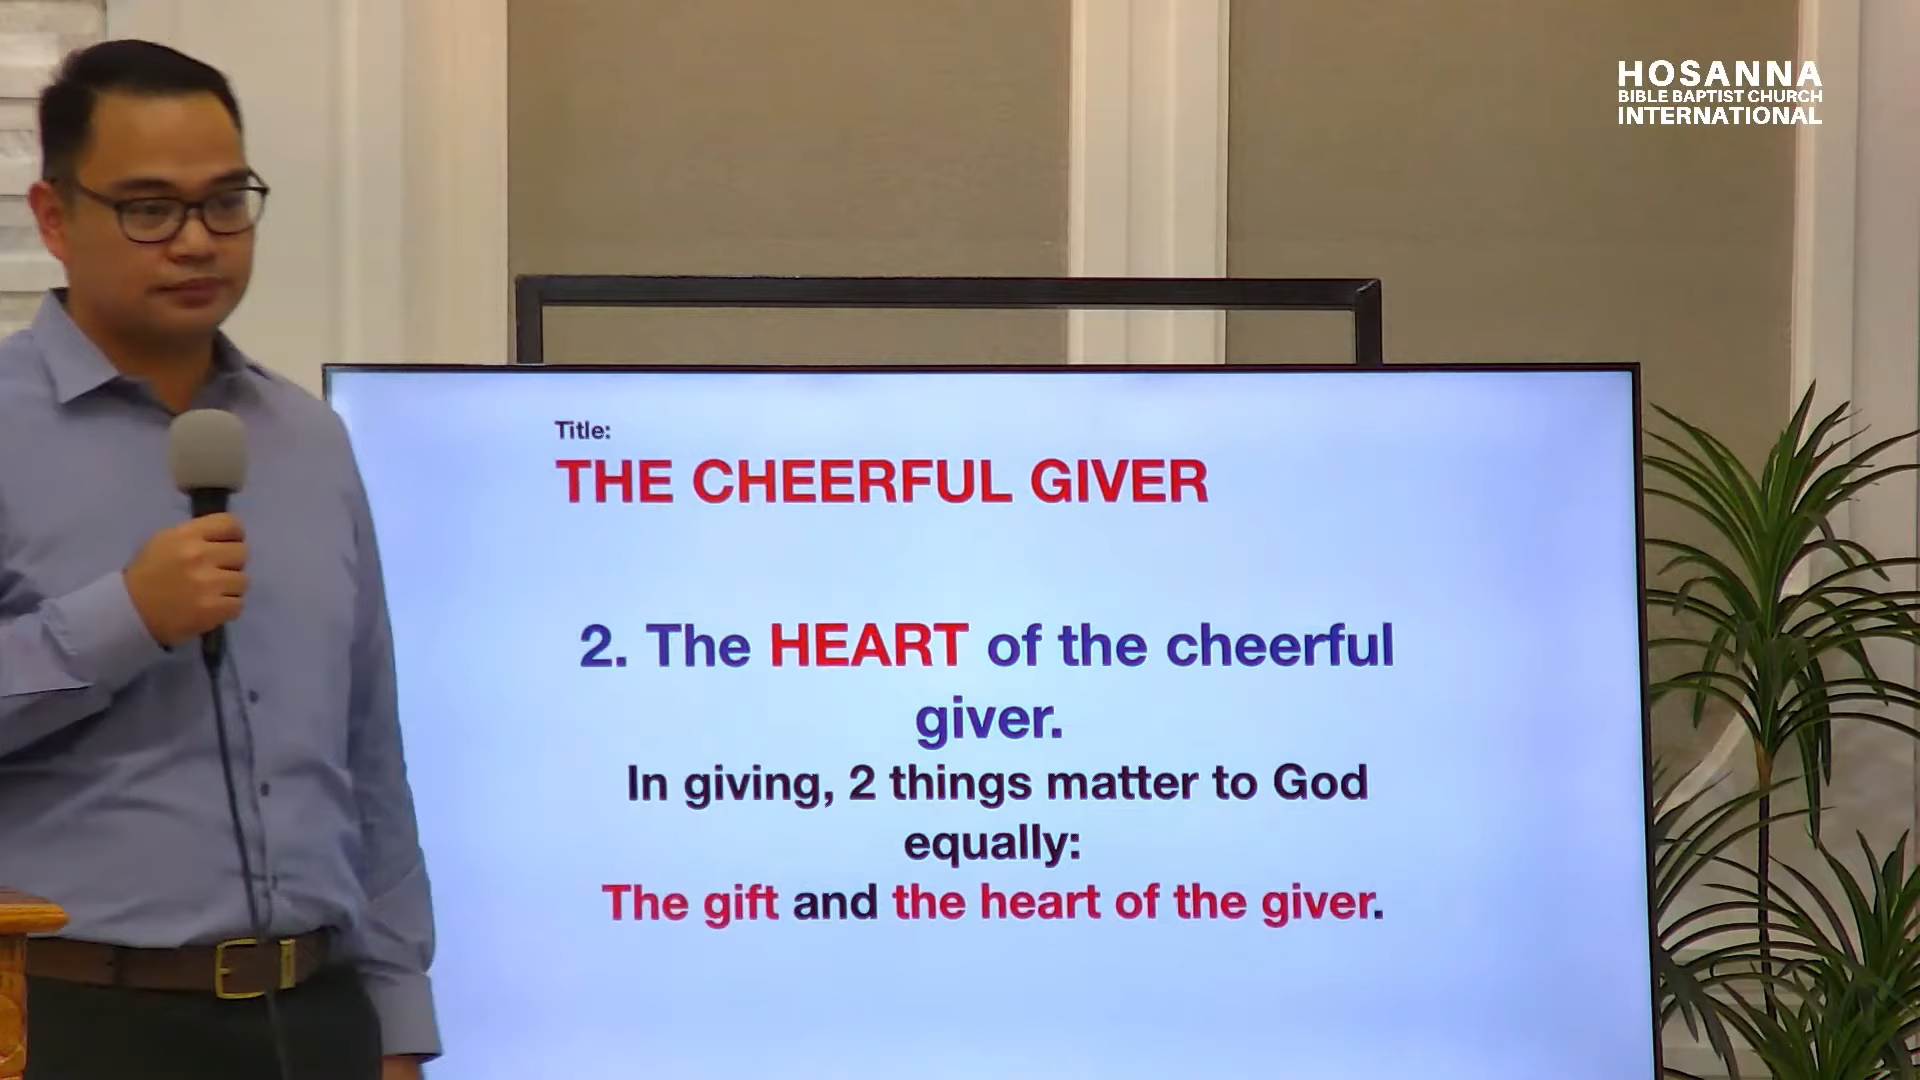 HOSANNA
BIBLE BAPTIST CHURCH
INTERNATIONAL
Title:
THE CHEERFUL GIVER
2. The HEART of the cheerful
giver.
In giving, 2 things matter to God
equally:
The gift and the heart of the giver.